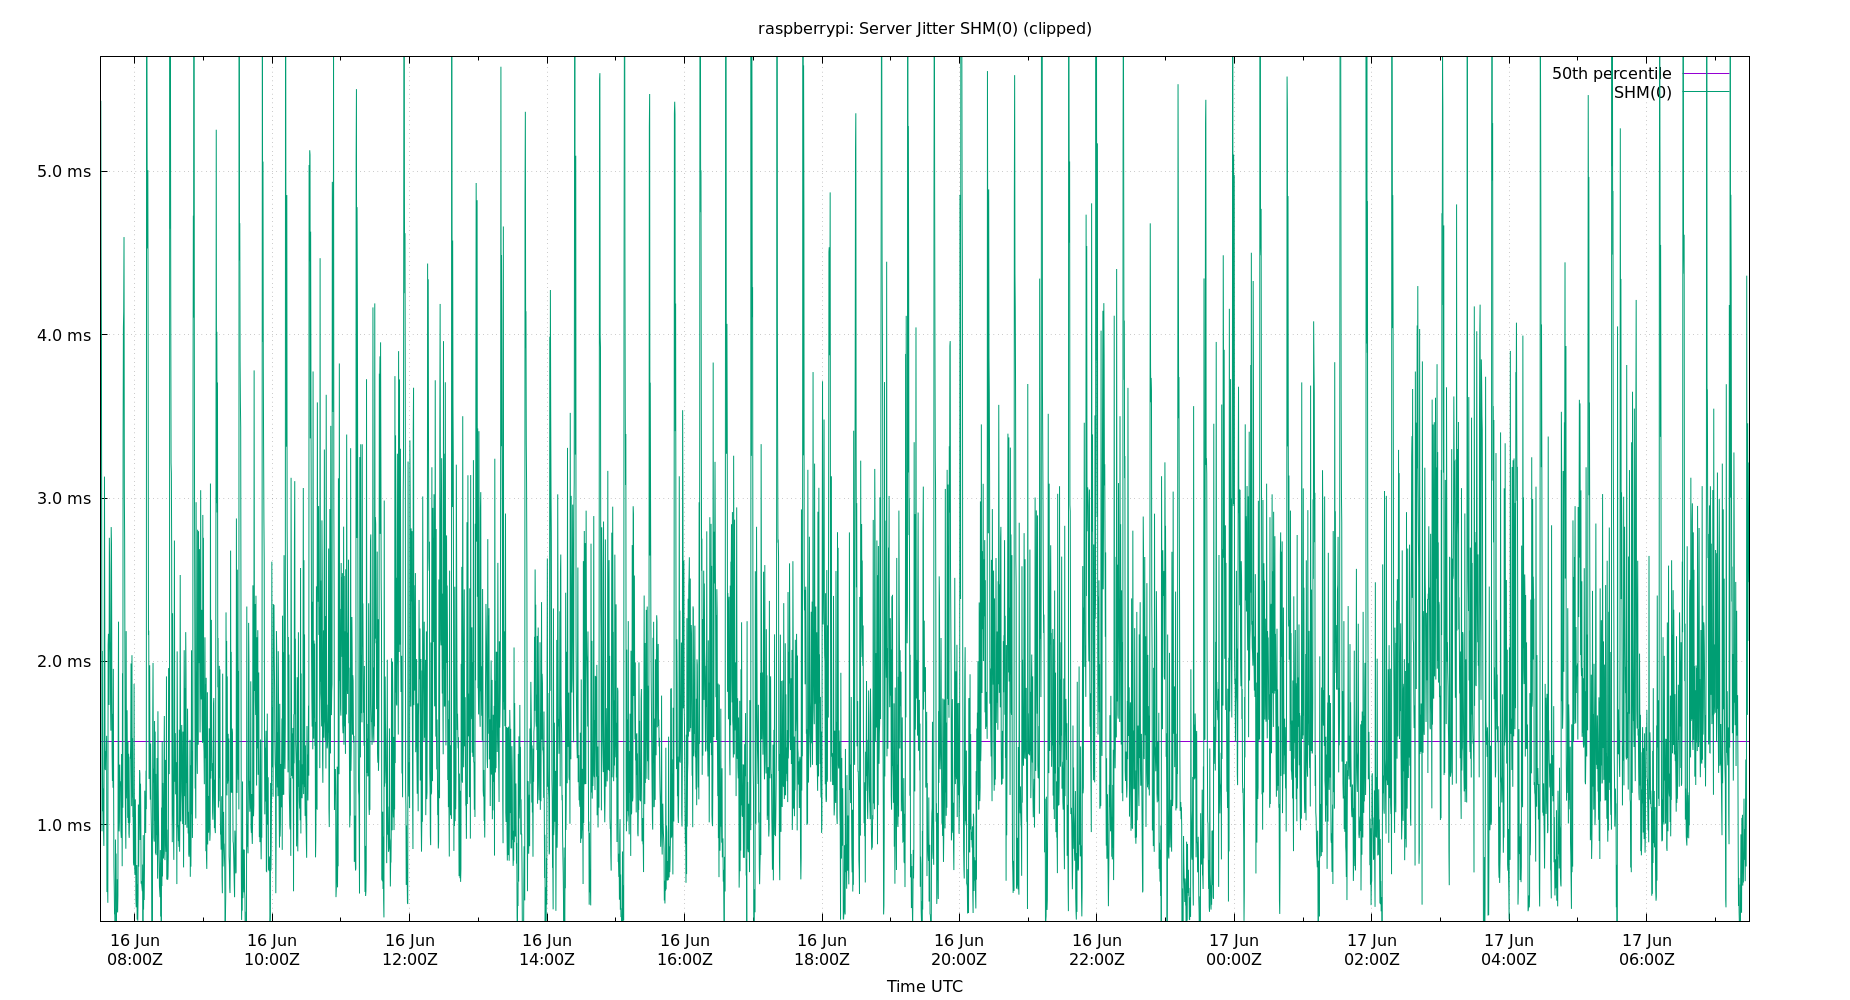 raspberrypi: Server Jitter SHM(0) (clipped)
50th percentile
SHM(0)
5.0 ms
4.0 ms
3.0 ms
2.0 ms
1.0 ms
16 Jun 16 Jun 16 Jun 16 Jun 16 Jun 16 Jun 16 Jun 16 Jun 17 Jun 17 Jun 17 Jun 17 Jun
08:00Z 10:00Z 12:00Z 14:00Z 16:00Z 18:00Z 20:00Z 22:00Z 00:00Z 02:00Z 04:00Z 06:00Z
Time UTC